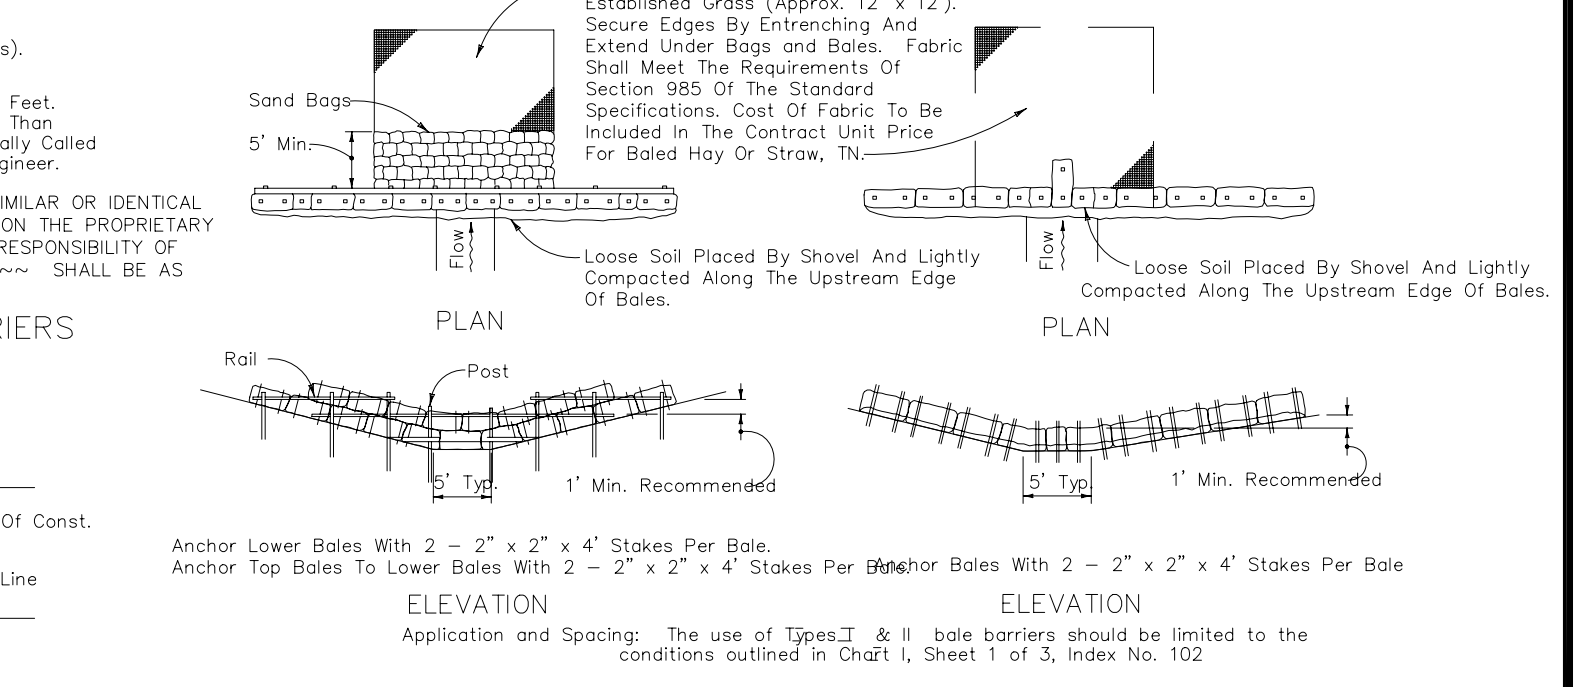 s).
Feet.
Than
ally Called
gineer.
SIMILAR OR IDENTICAL
ON THE PROPRIETARY
RESPONSIBILITY OF
~~ SHALL BE AS
RIERS
Of Const.
Line
Established Grass (Approx. 12' x 12').
Secure Edges By Entrenching And
Extend Under Bags and Bales. Fabric
Shall Meet The Requirements Of
Section 985 Of The Standard
Specifications. Cost Of Fabric To Be
Included In The Contract Unit Price
For Baled Hay Or Straw, TN.
Sand Bags
5' Min.
Flow
Loose Soil Placed By Shovel And Lightly
Compacted Along The Upstream Edge
Of Bales.
PLAN
Flow
Loose Soil Placed By Shovel And Lightly
Compacted Along The Upstream Edge Of Bales.
PLAN
Rail
Post
5' Typ.
1' Min. Recommended
Anchor Lower Bales With 2 – 2" x 2" x 4' Stakes Per Bale.
Anchor Top Bales To Lower Bales With 2 – 2" x 2" x 4' Stakes Per Bale.
ELEVATION
5' Typ.
1' Min. Recommended
Anchor Bales With 2 – 2" x 2" x 4' Stakes Per Bale
ELEVATION
Application and Spacing: The use of Types I & II bale barriers should be limited to the
conditions outlined in Chart I, Sheet 1 of 3, Index No. 102